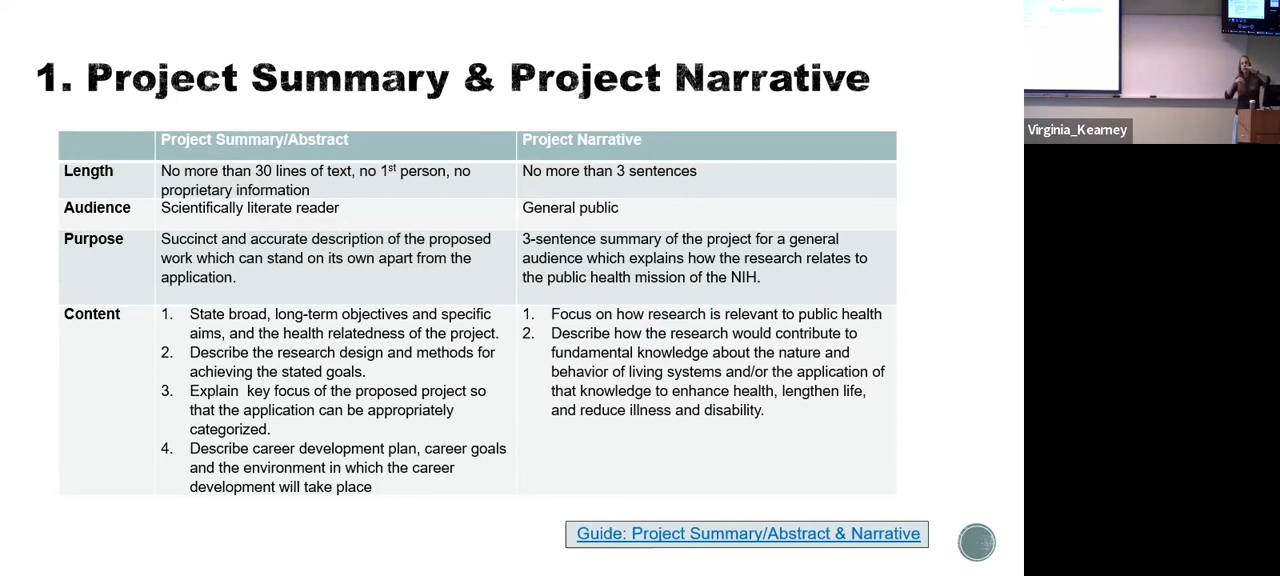 1. Project Summary & Project Narrative
Project Summary/Abstract
Project Narrative
Length
No more than 30 lines of text, no 1st person, no
proprietary information
No more than 3 sentences
Audience
Scientifically literate reader
General public
Purpose
Succinct and accurate description of the proposed
work which can stand on its own apart from the
application.
3-sentence summary of the project for a general
audience which explains how the research relates to
the public health mission of the NIH.
Content
1. State broad, long-term objectives and specific
aims, and the health relatedness of the project.
2. Describe the research design and methods for
achieving the stated goals.
3. Explain key focus of the proposed project so
that the application can be appropriately
categorized.
4. Describe career development plan, career goals
and the environment in which the career
development will take place
1. Focus on how research is relevant to public health
2. Describe how the research would contribute to
fundamental knowledge about the nature and
behavior of living systems and/or the application of
that knowledge to enhance health, lengthen life,
and reduce illness and disability.
Guide: Project Summary/Abstract & Narrative
Virginia_Kearney